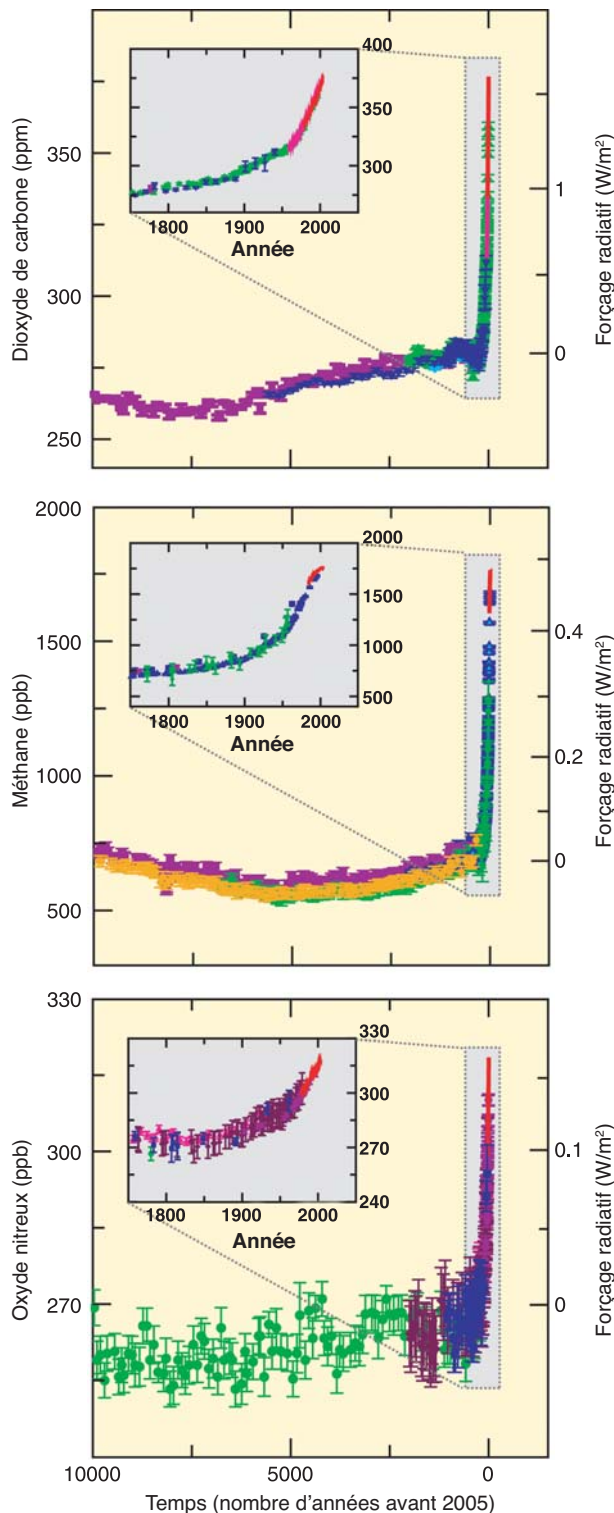 Dioxyde de carbone (ppm)
350
300
250
400
350
300
1800 1900 2000
Année
1
0
Forçage radiatif (W/m²)
Méthane (ppb)
2000
1500
1000
500
2000
1500
1000
500
1800 1900 2000
Année
0.4
0.2
0
Forçage radiatif (W/m²)
Oxyde nitreux (ppb)
330
300
270
330
300
270
240
1800 1900 2000
Année
0.1
0
Forçage radiatif (W/m²)
10000 5000 0
Temps (nombre d'années avant 2005)